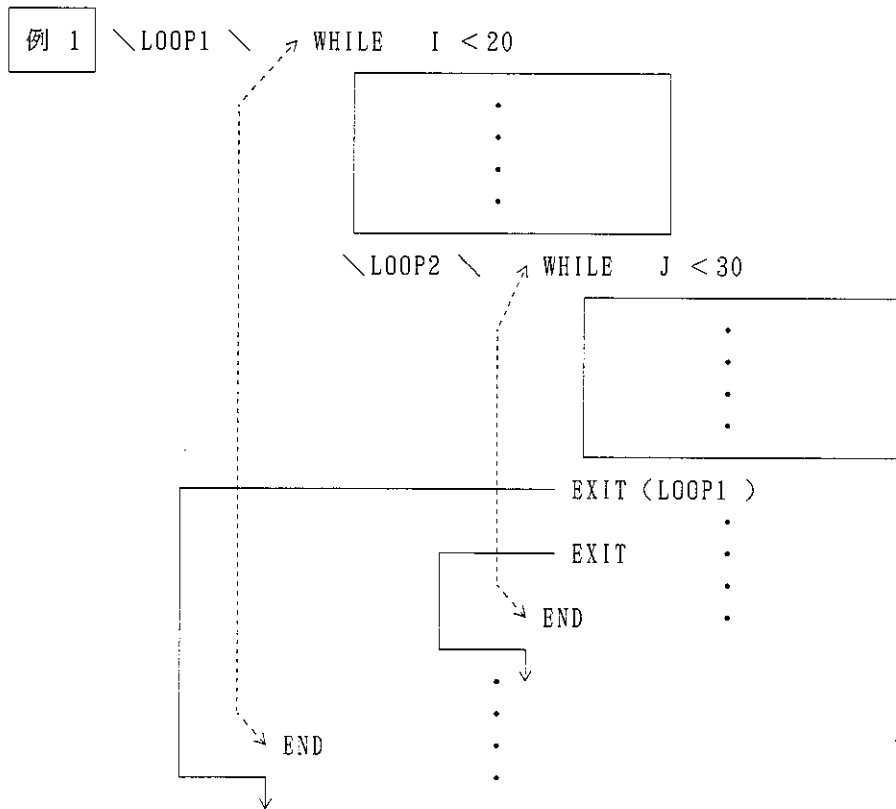 例 1 \LOOP1 \ WHILE I <20
\LOOP2 \ WHILE J <30
EXIT (LOOP1 )
EXIT
END
END